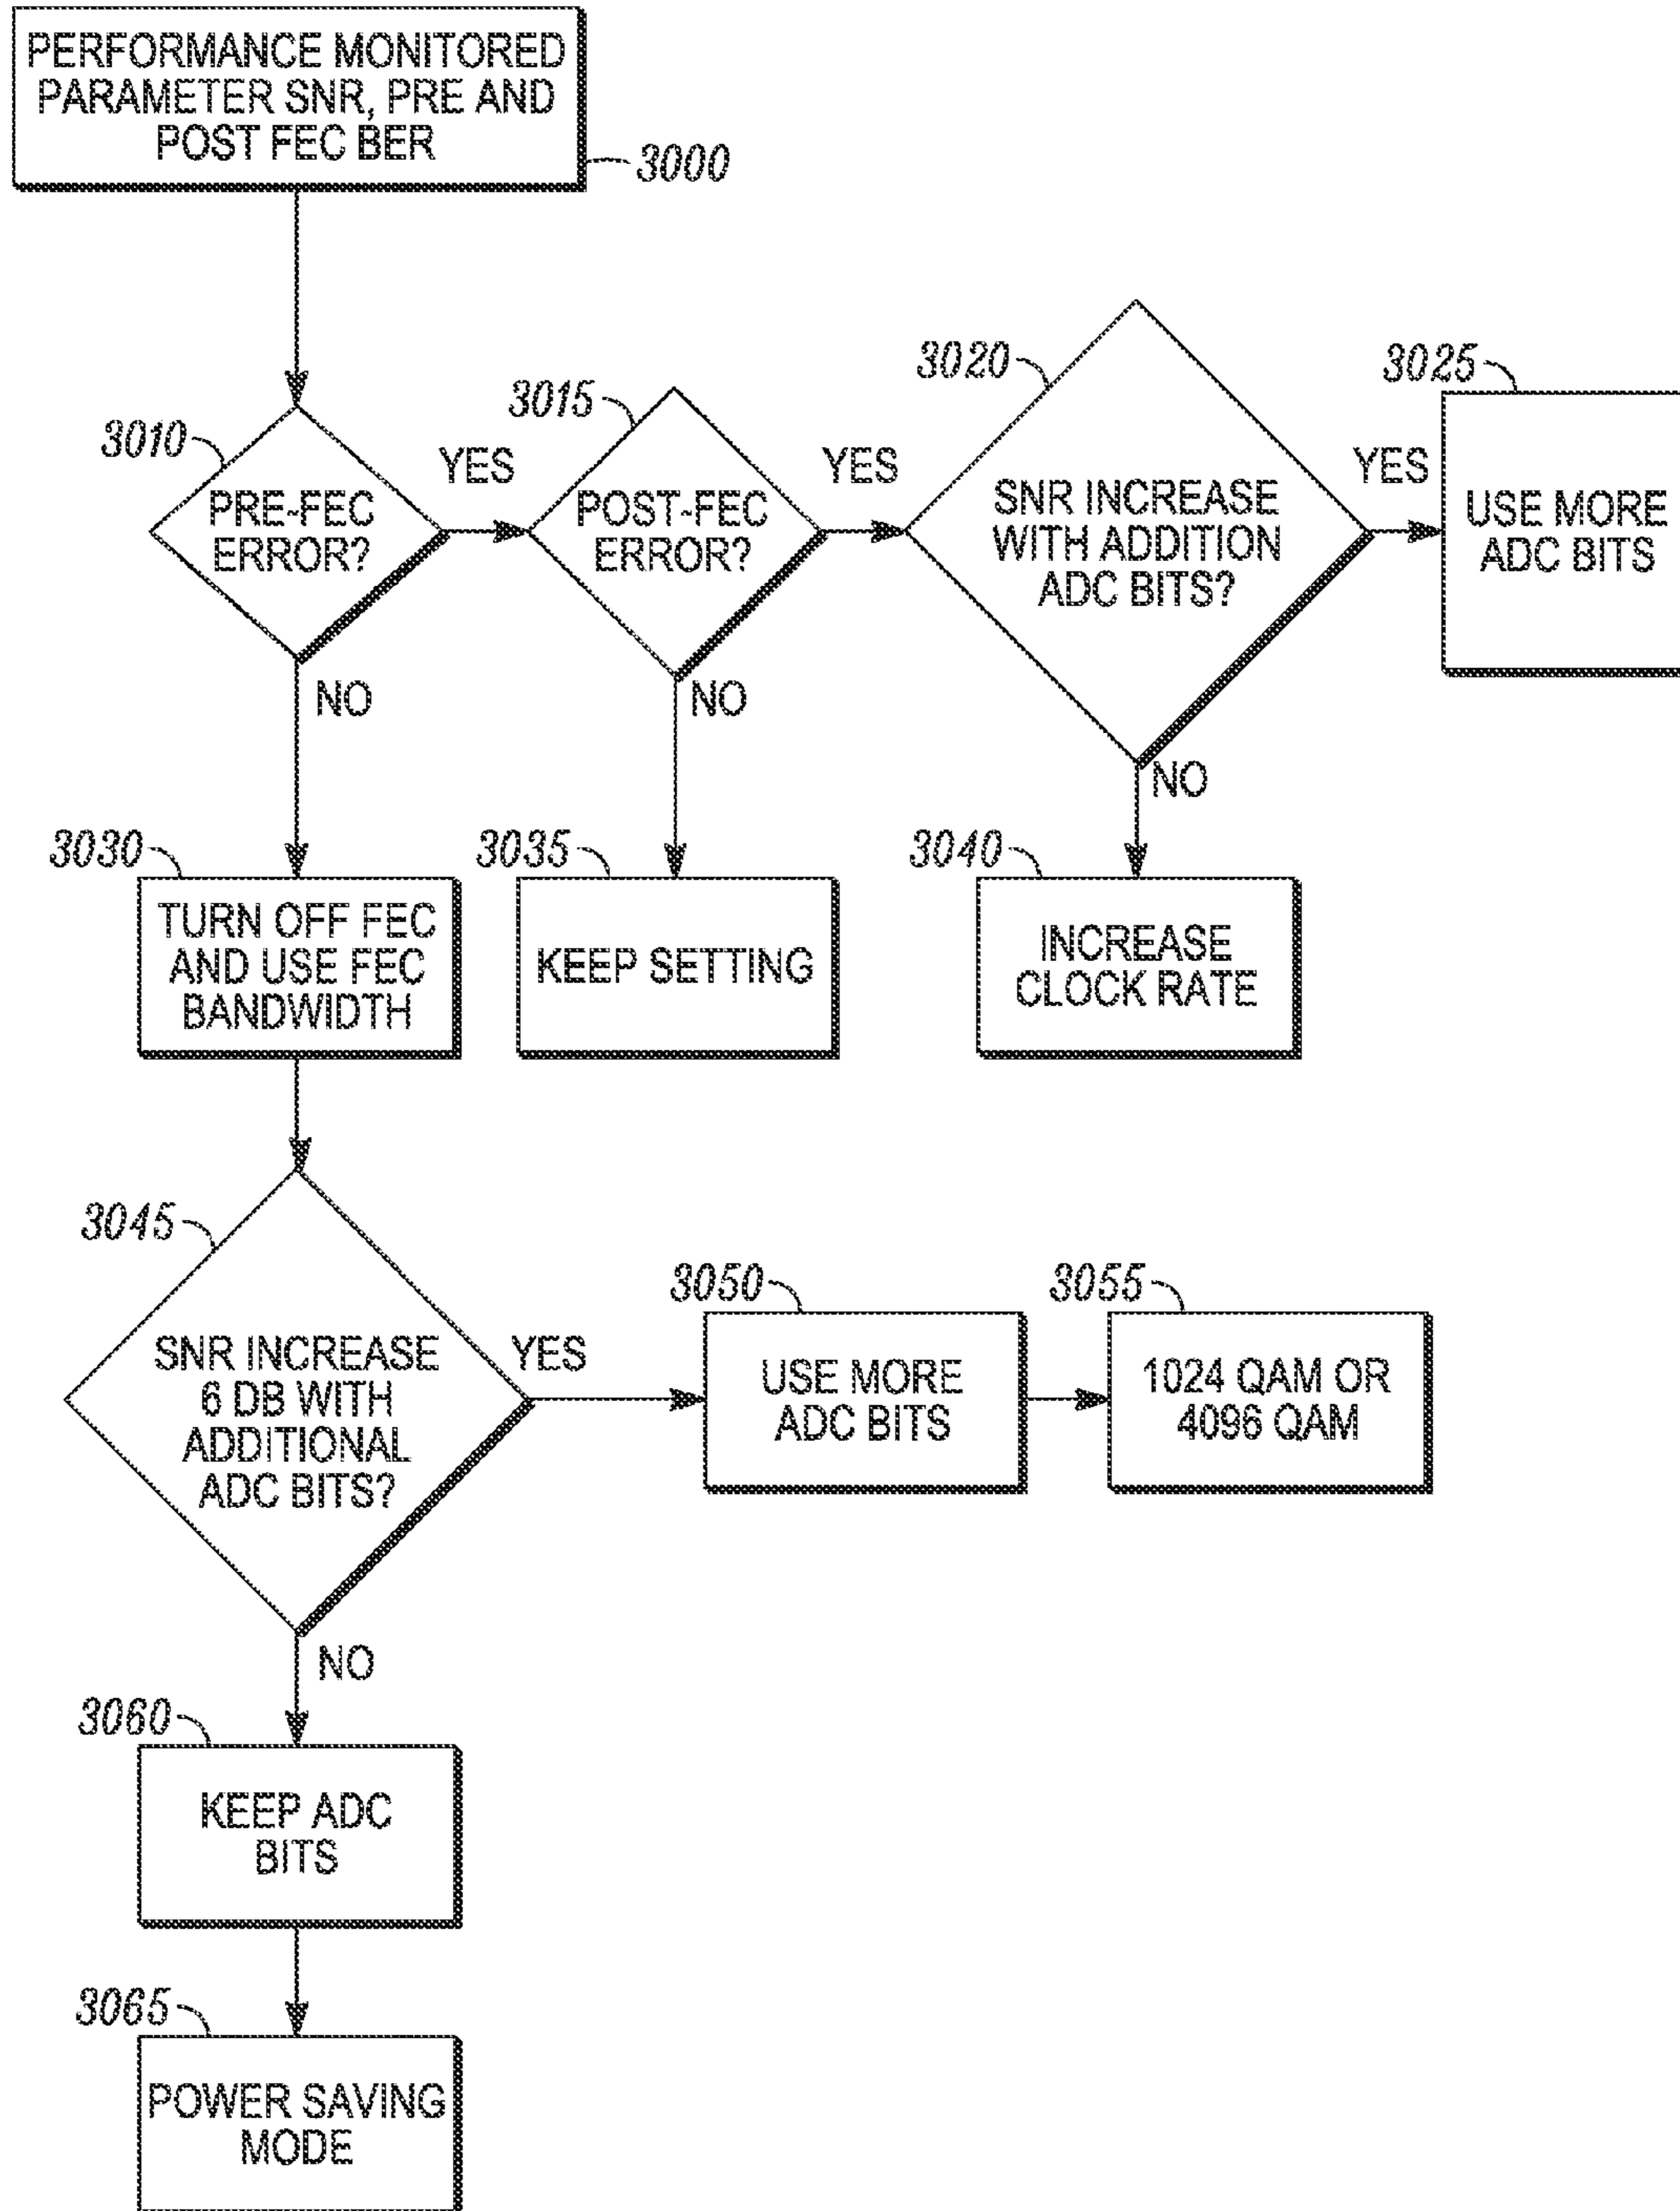 PERFORMANCE MONITORED
PARAMETER SNR, PRE AND
POST FEC BER
3000
3010
PRE-FEC
ERROR?
YES
NO
3015
POST-FEC
ERROR?
YES
NO
3020
SNR INCREASE
WITH ADDITION
ADC BITS?
YES
NO
3025
USE MORE
ADC BITS
3030
TURN OFF FEC
AND USE FEC
BANDWIDTH
3035
KEEP SETTING
3040
INCREASE
CLOCK RATE
3045
SNR INCREASE
6 DB WITH
ADDITIONAL
ADC BITS?
YES
NO
3050
USE MORE
ADC BITS
3055
1024 QAM OR
4096 QAM
3060
KEEP ADC
BITS
3065
POWER SAVING
MODE